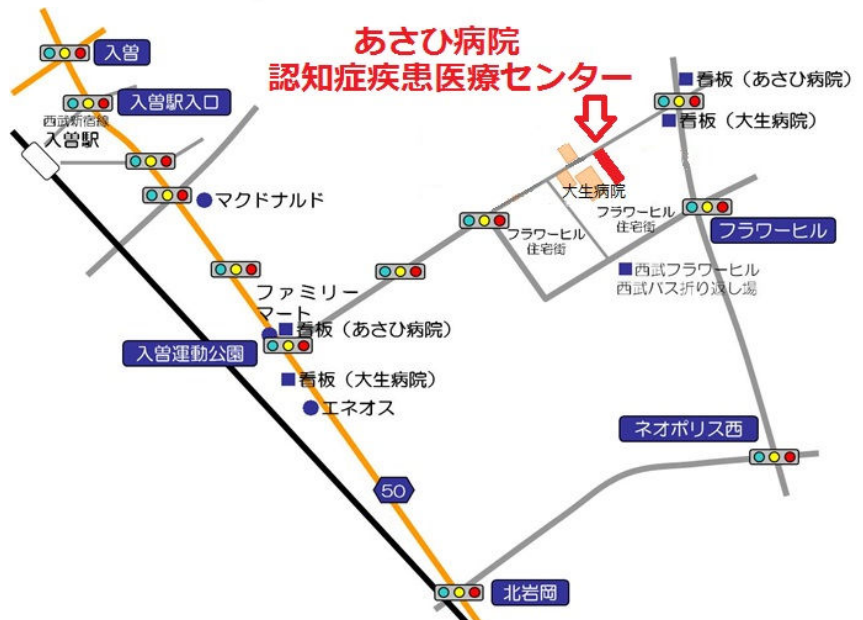 あさひ病院
認知症疾患医療センター
入曽
入曽駅入口
西武新宿線
入曽駅
看板（あさひ病院）
看板（大生病院）
マクドナルド
大生病院
フラワーヒル
住宅街
フラワーヒル
住宅街
フラワーヒル
西武フラワーヒル
西武バス折り返し場
ファミリー
マート
看板（あさひ病院）
入曽運動公園
看板（大生病院）
エネオス
ネオポリス西
50
北岩岡